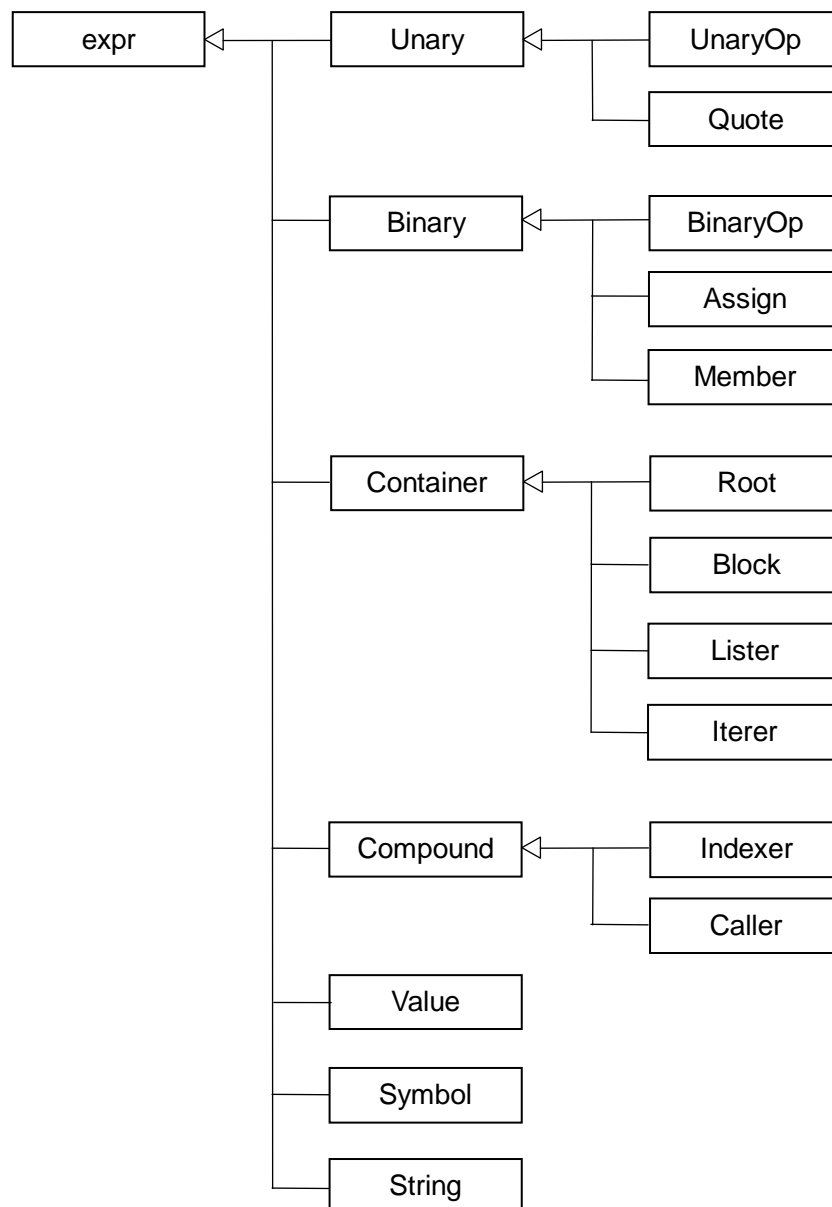 expr
Unary
UnaryOp
Quote
Binary
BinaryOp
Assign
Member
Container
Root
Block
Lister
Iterer
Compound
Indexer
Caller
Value
Symbol
String